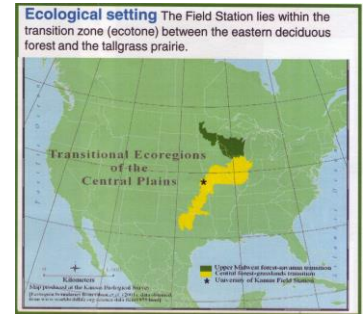 Ecological setting The Field Station lies within the
transition zone (ecotone) between the eastern deciduous
forest and the tallgrass prairie.
Transitional Ecoregions
of the
Central Plains
Upper Midwest forest-savanna transition
Central forest-grasslands transition
University of Kansas Field Station
Kilometers
Map produced at the Kansas Biological Survey